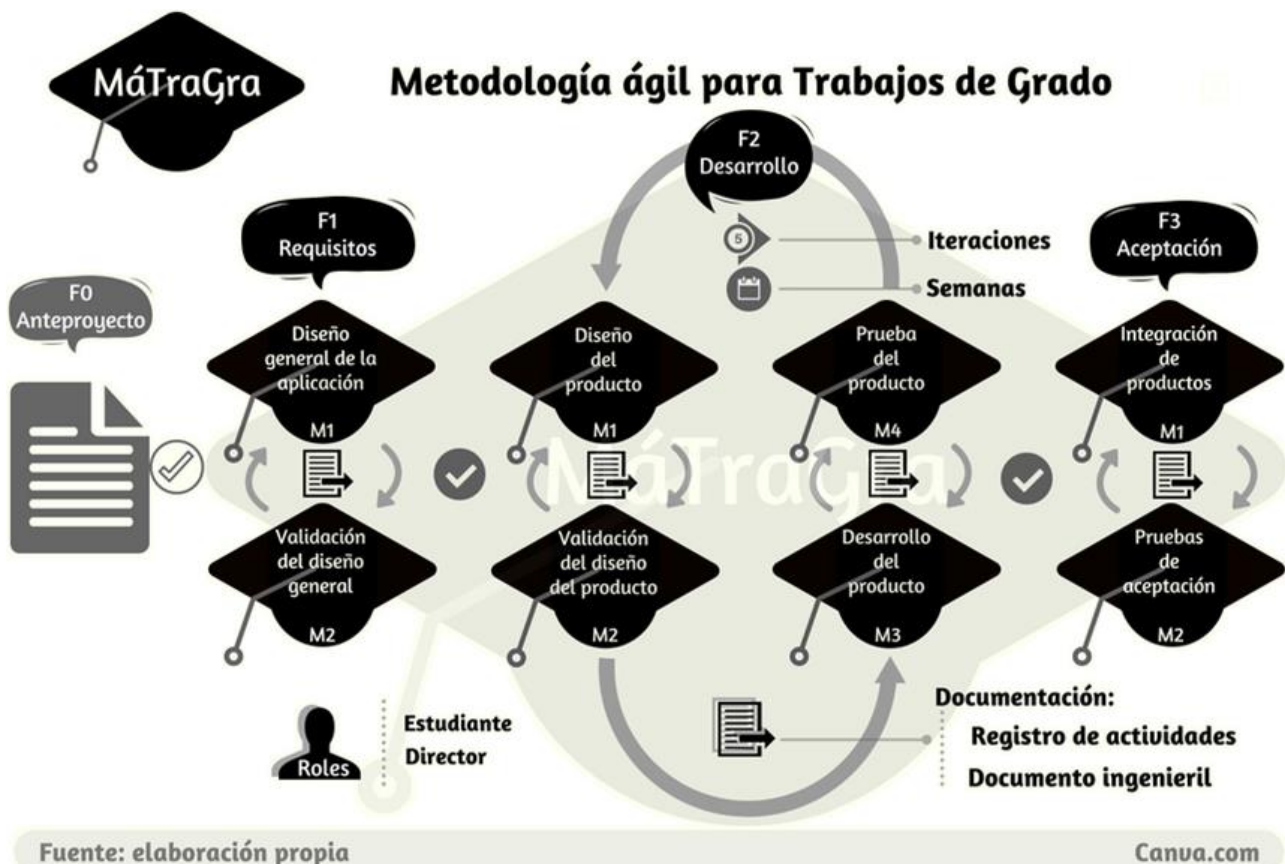 MáTraGra
Metodología ágil para Trabajos de Grado
F0
Anteproyecto
F1
Requisitos
Diseño
general de la
aplicación
M1
Validación
del diseño
general
M2
F2
Desarrollo
5
Iteraciones
Semanas
Diseño
del
producto
M1
Validación
del diseño
del producto
M2
Prueba
del
producto
M4
Desarrollo
del
producto
M3
F3
Aceptación
Integración
de
productos
M1
Pruebas
de
aceptación
M2
MáTraGra
Roles
Estudiante
Director
Documentación:
Registro de actividades
Documento ingenieril
Fuente: elaboración propia
Canva.com